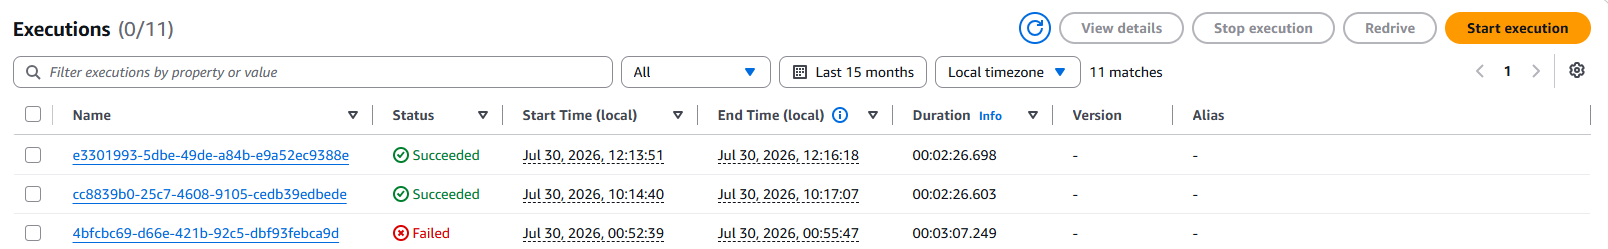 Executions (0/11) View details Stop execution Redrive Start execution
Filter executions by property or value All Last 15 months Local timezone 11 matches 1
Name Status Start Time (local) End Time (local) Duration Info Version Alias
e3301993-5dbe-49de-a84b-e9a52ec9388e Succeeded Jul 30, 2026, 12:13:51 Jul 30, 2026, 12:16:18 00:02:26.698 - -
cc8839b0-25c7-4608-9105-cedb39edbede Succeeded Jul 30, 2026, 10:14:40 Jul 30, 2026, 10:17:07 00:02:26.603 - -
4bfcbc69-d66e-421b-92c5-dbf93febca9d Failed Jul 30, 2026, 00:52:39 Jul 30, 2026, 00:55:47 00:03:07.249 - -